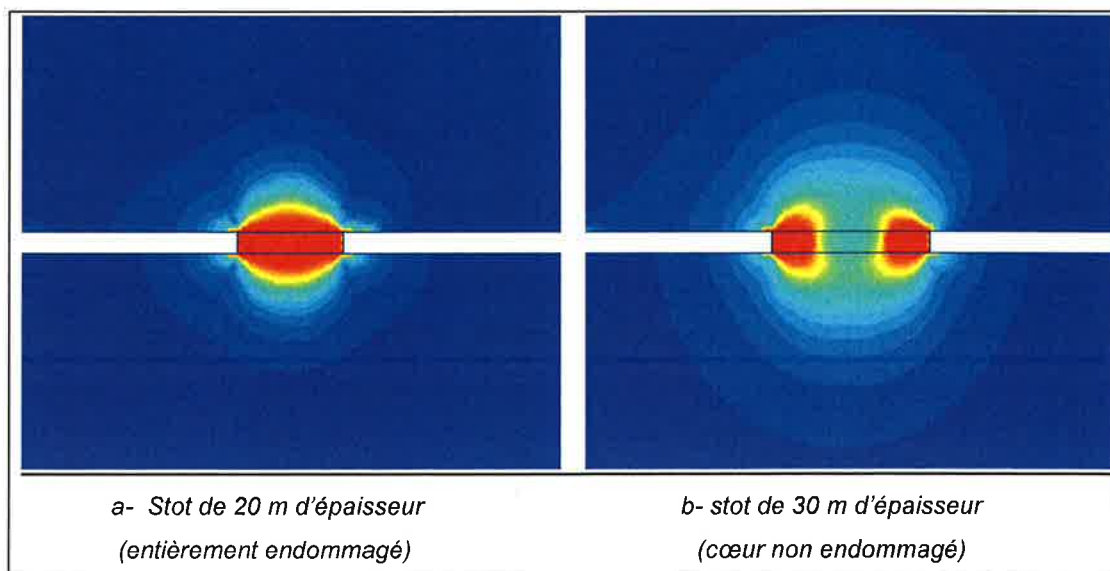 a- Stot de 20 m d'épaisseur
(entièrement endommagé)
b- stot de 30 m d'épaisseur
(cœur non endommagé)